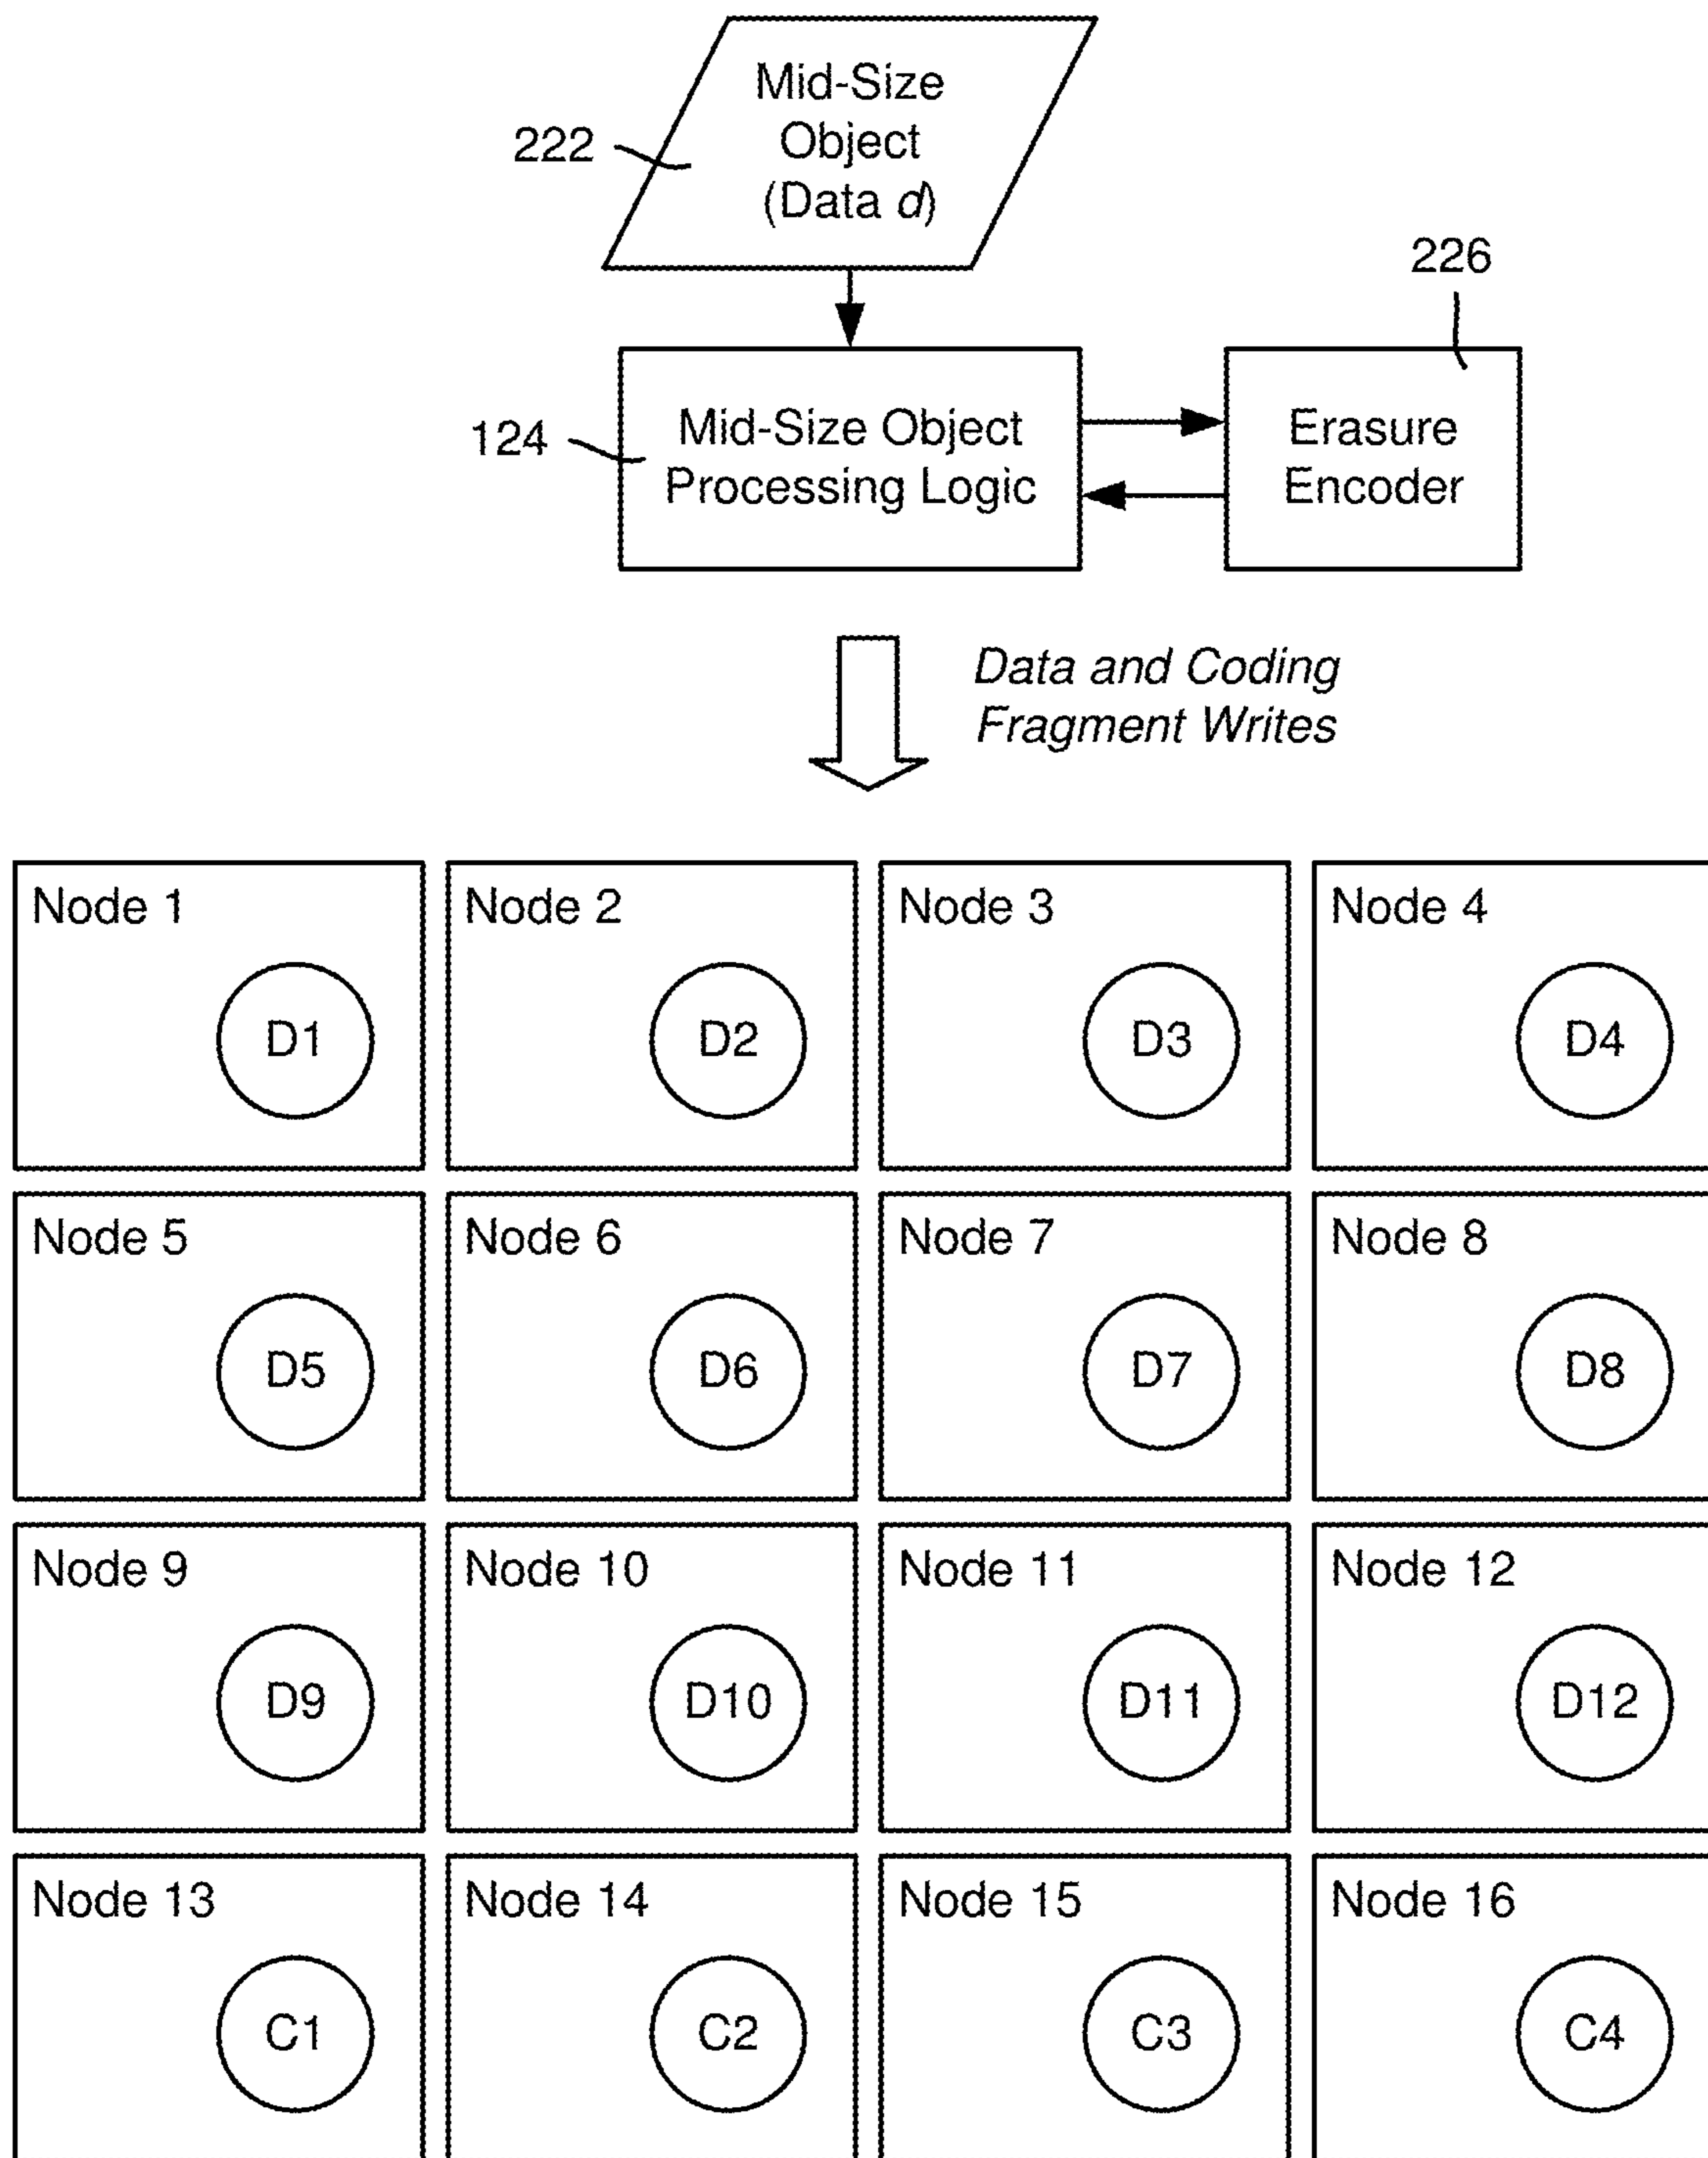 Mid-Size
Object
(Data d)
222
226
124
Mid-Size Object
Processing Logic
Erasure
Encoder
Data and Coding
Fragment Writes
Node 1
Node 2
Node 3
Node 4
D1
D2
D3
D4
Node 5
Node 6
Node 7
Node 8
D5
D6
D7
D8
Node 9
Node 10
Node 11
Node 12
D9
D10
D11
D12
Node 13
Node 14
Node 15
Node 16
C1
C2
C3
C4